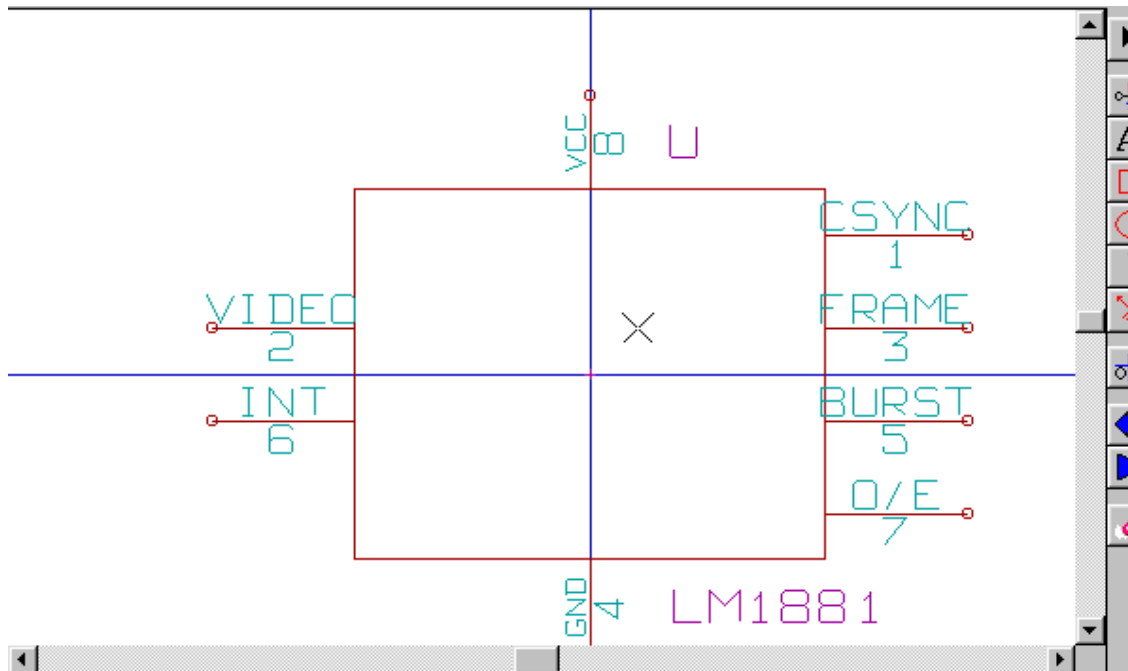 VCC
8
U
CSYNC
1
VIDEO
2
FRAME
3
INT
6
BURST
5
O/E
7
GND
4
LM1881
A